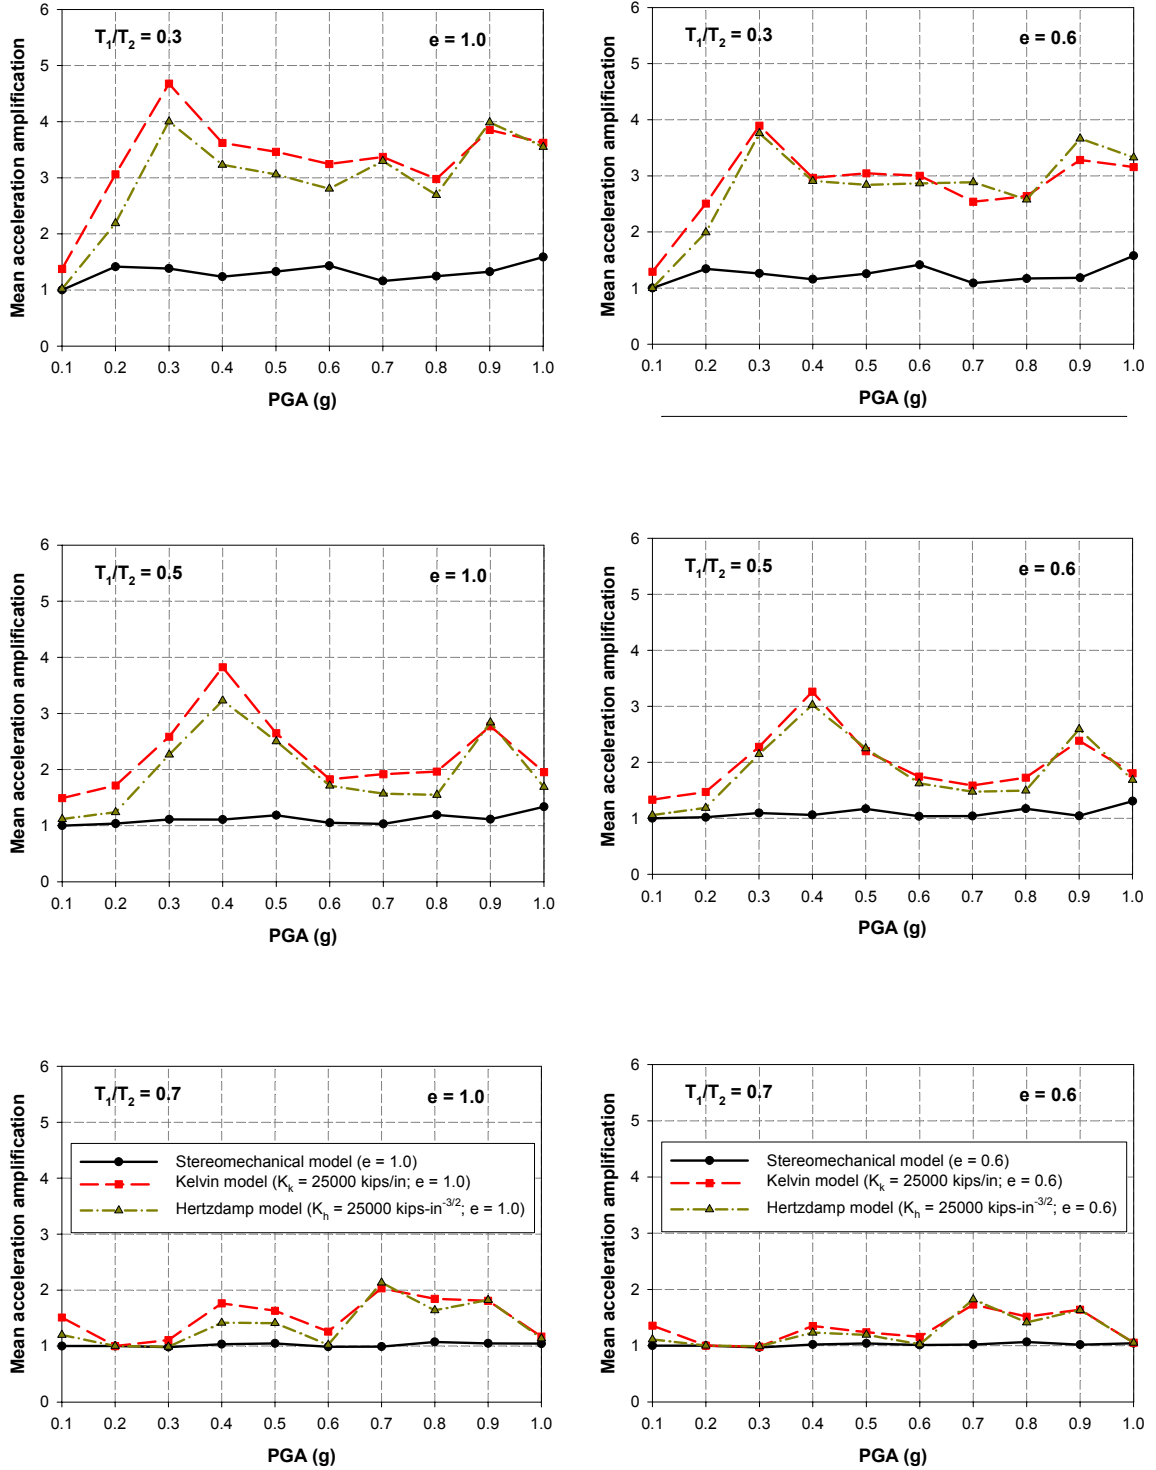 T1/T2 = 0.3
e = 1.0
Mean acceleration amplification
6
5
4
3
2
1
0
0.1 0.2 0.3 0.4 0.5 0.6 0.7 0.8 0.9 1.0
PGA (g)
T1/T2 = 0.3
e = 0.6
Mean acceleration amplification
6
5
4
3
2
1
0
0.1 0.2 0.3 0.4 0.5 0.6 0.7 0.8 0.9 1.0
PGA (g)
T1/T2 = 0.5
e = 1.0
Mean acceleration amplification
6
5
4
3
2
1
0
0.1 0.2 0.3 0.4 0.5 0.6 0.7 0.8 0.9 1.0
PGA (g)
T1/T2 = 0.5
e = 0.6
Mean acceleration amplification
6
5
4
3
2
1
0
0.1 0.2 0.3 0.4 0.5 0.6 0.7 0.8 0.9 1.0
PGA (g)
T1/T2 = 0.7
e = 1.0
Mean acceleration amplification
6
5
4
3
2
1
0
Stereomechanical model (e = 1.0)
Kelvin model (Kk = 25000 kips/in; e = 1.0)
Hertzdamp model (Kh = 25000 kips-in-3/2; e = 1.0)
0.1 0.2 0.3 0.4 0.5 0.6 0.7 0.8 0.9 1.0
PGA (g)
T1/T2 = 0.7
e = 0.6
Mean acceleration amplification
6
5
4
3
2
1
0
Stereomechanical model (e = 0.6)
Kelvin model (Kk = 25000 kips/in; e = 0.6)
Hertzdamp model (Kh = 25000 kips-in-3/2; e = 0.6)
0.1 0.2 0.3 0.4 0.5 0.6 0.7 0.8 0.9 1.0
PGA (g)